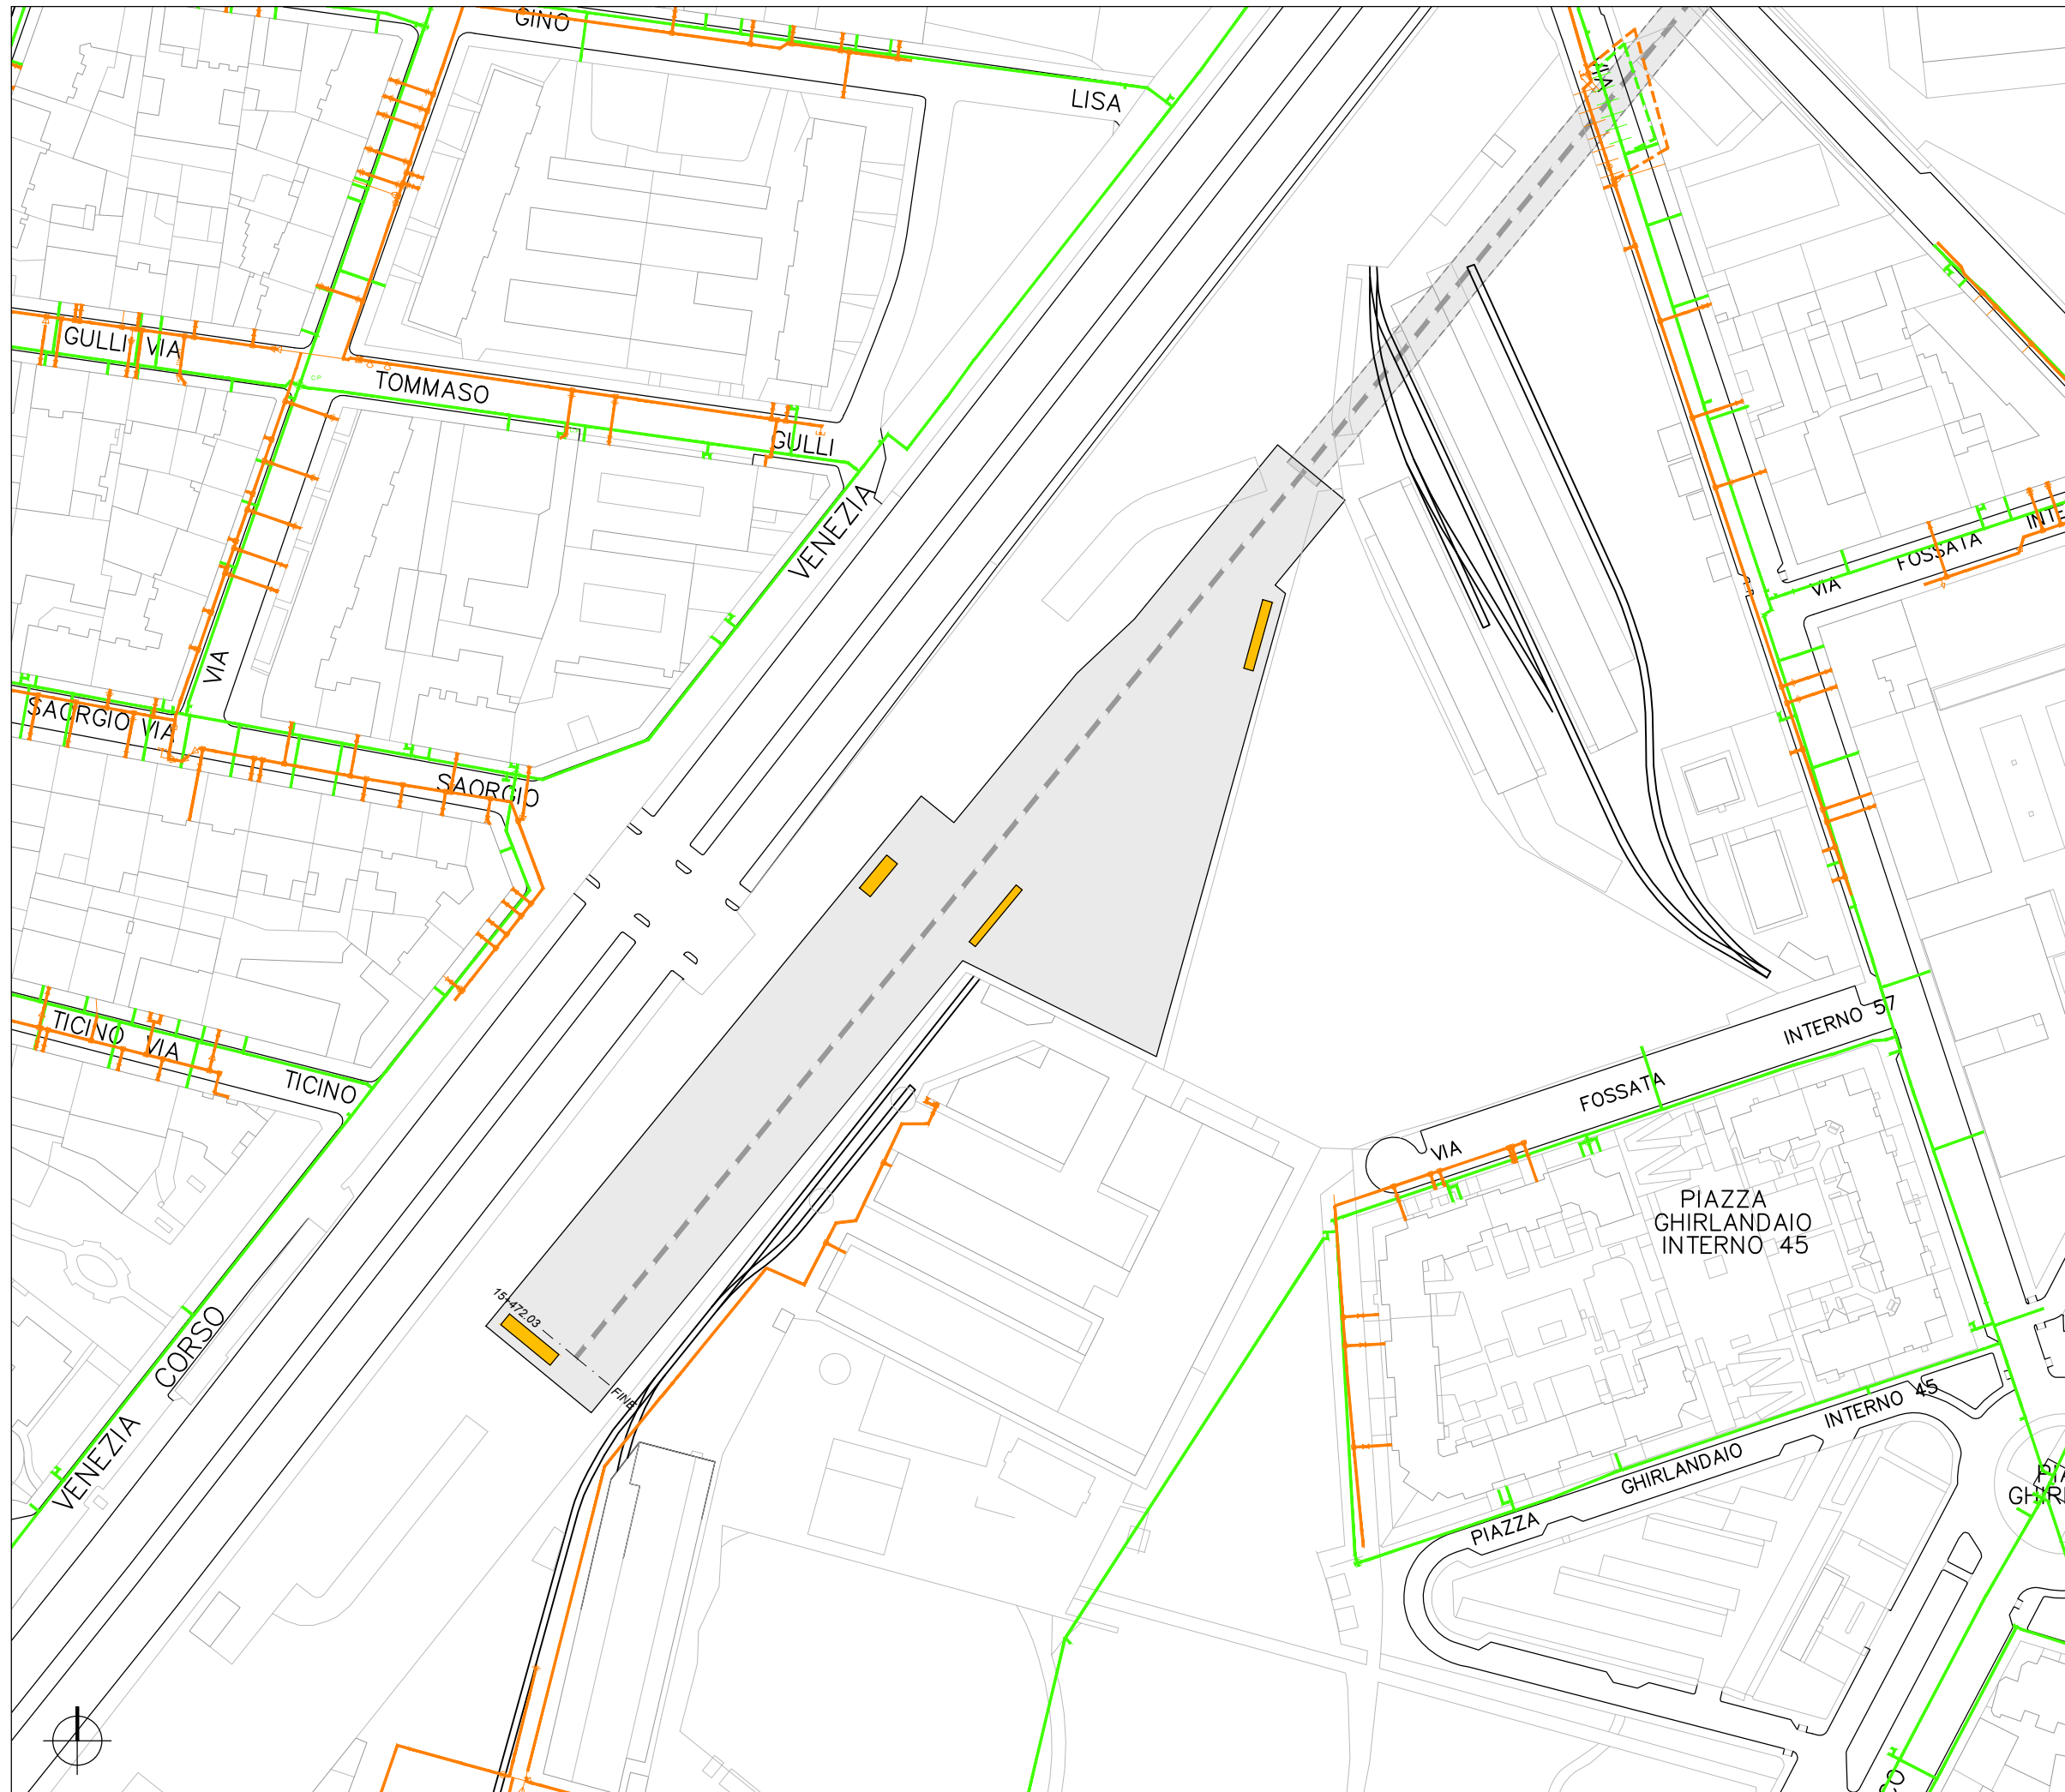 GINO
LISA
GULLI VIA
TOMMASO
GULLI
VENEZIA
VIA
FOSSATA
VIA
SAORGIO VIA
SAORGIO
TICINO VIA
TICINO
INTERNO 57
FOSSATA
VIA
PIAZZA
GHIRLANDAIO
INTERNO 45
15+472.03
FINE
CORSO
VENEZIA
INTERNO 45
GHIRLANDAIO
PIAZZA